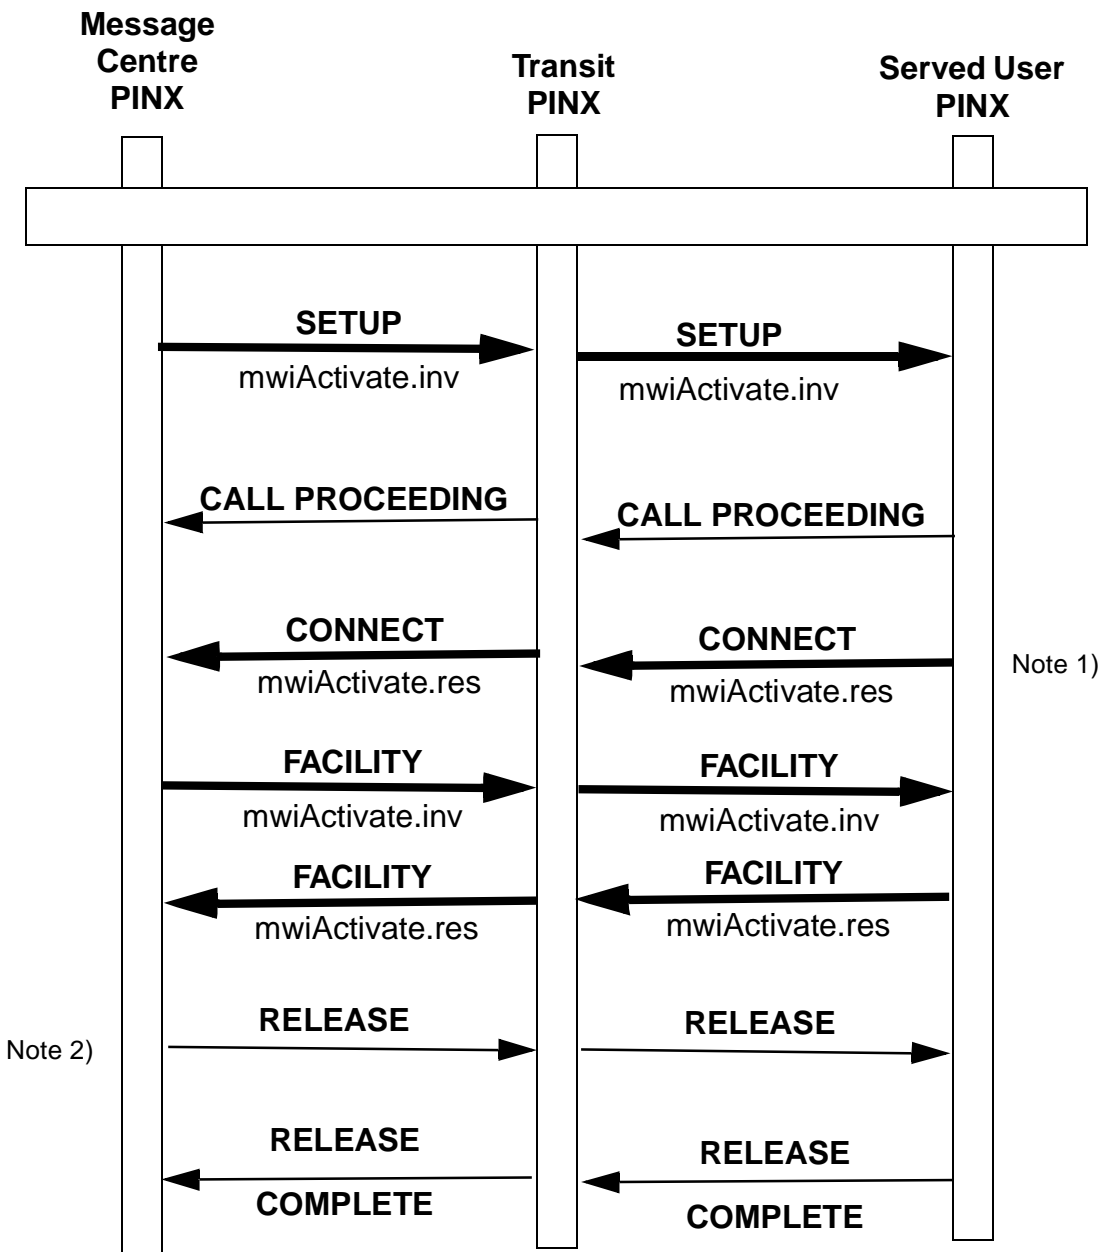 Message
Centre
PINX
Transit
PINX
Served User
PINX
SETUP
mwiActivate.inv
SETUP
mwiActivate.inv
CALL PROCEEDING
CALL PROCEEDING
CONNECT
mwiActivate.res
CONNECT
mwiActivate.res
Note 1)
FACILITY
mwiActivate.inv
FACILITY
mwiActivate.inv
FACILITY
mwiActivate.res
FACILITY
mwiActivate.res
Note 2)
RELEASE
RELEASE
RELEASE
COMPLETE
RELEASE
COMPLETE